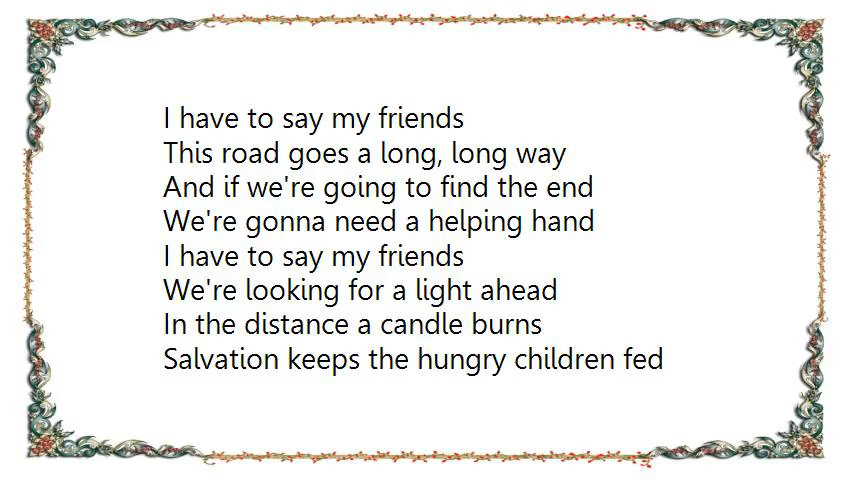 I have to say my friends
This road goes a long, long way
And if we're going to find the end
We're gonna need a helping hand
I have to say my friends
We're looking for a light ahead
In the distance a candle burns
Salvation keeps the hungry children fed